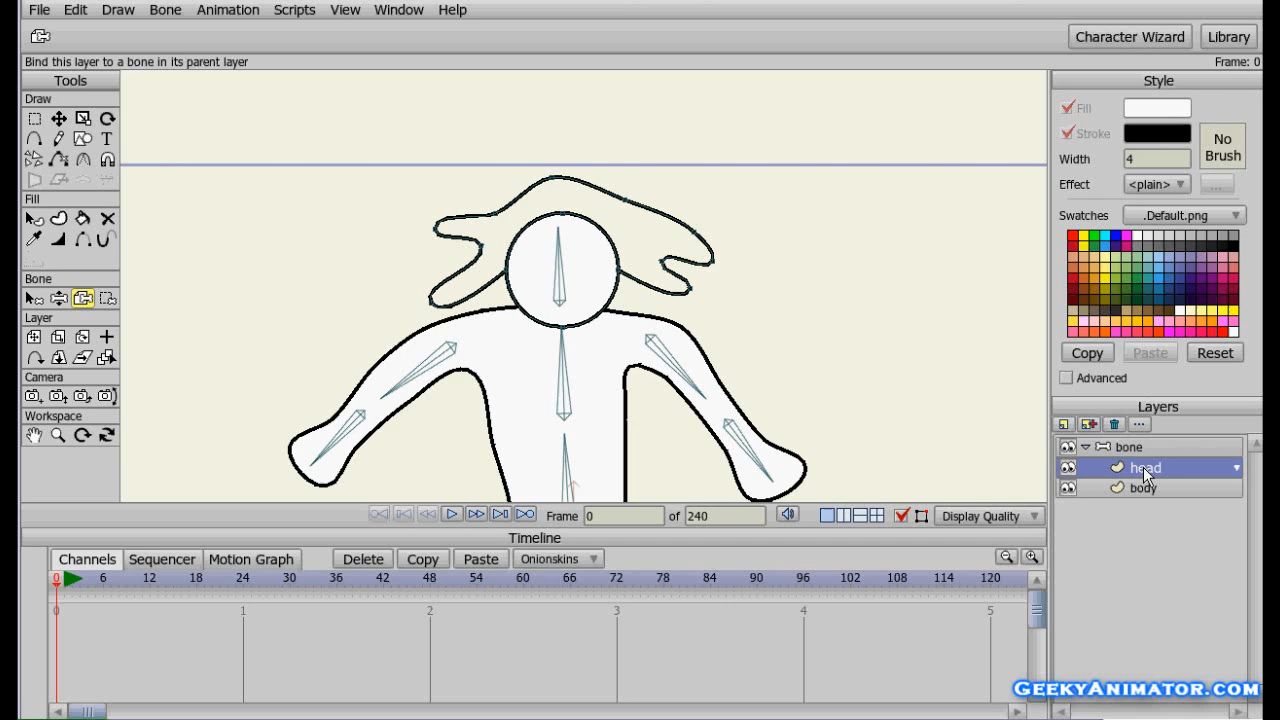 File Edit Draw Bone Animation Scripts View Window Help
Character Wizard Library
Bind this layer to a bone in its parent layer Frame: 0
Tools
Draw
T
Fill
Bone
Layer
Camera
Workspace
Style
Fill
Stroke
No Brush
Width 4
Effect <plain> ...
Swatches .Default.png
Copy Paste Reset
Advanced
Layers
...
bone
head
body
Frame 0 of 240 Display Quality
Timeline
Channels Sequencer Motion Graph Delete Copy Paste Onionskins
0 6 12 18 24 30 36 42 48 54 60 66 72 78 84 90 96 102 108 114 120
0 1 2 3 4 5
GeekyAnimator.com